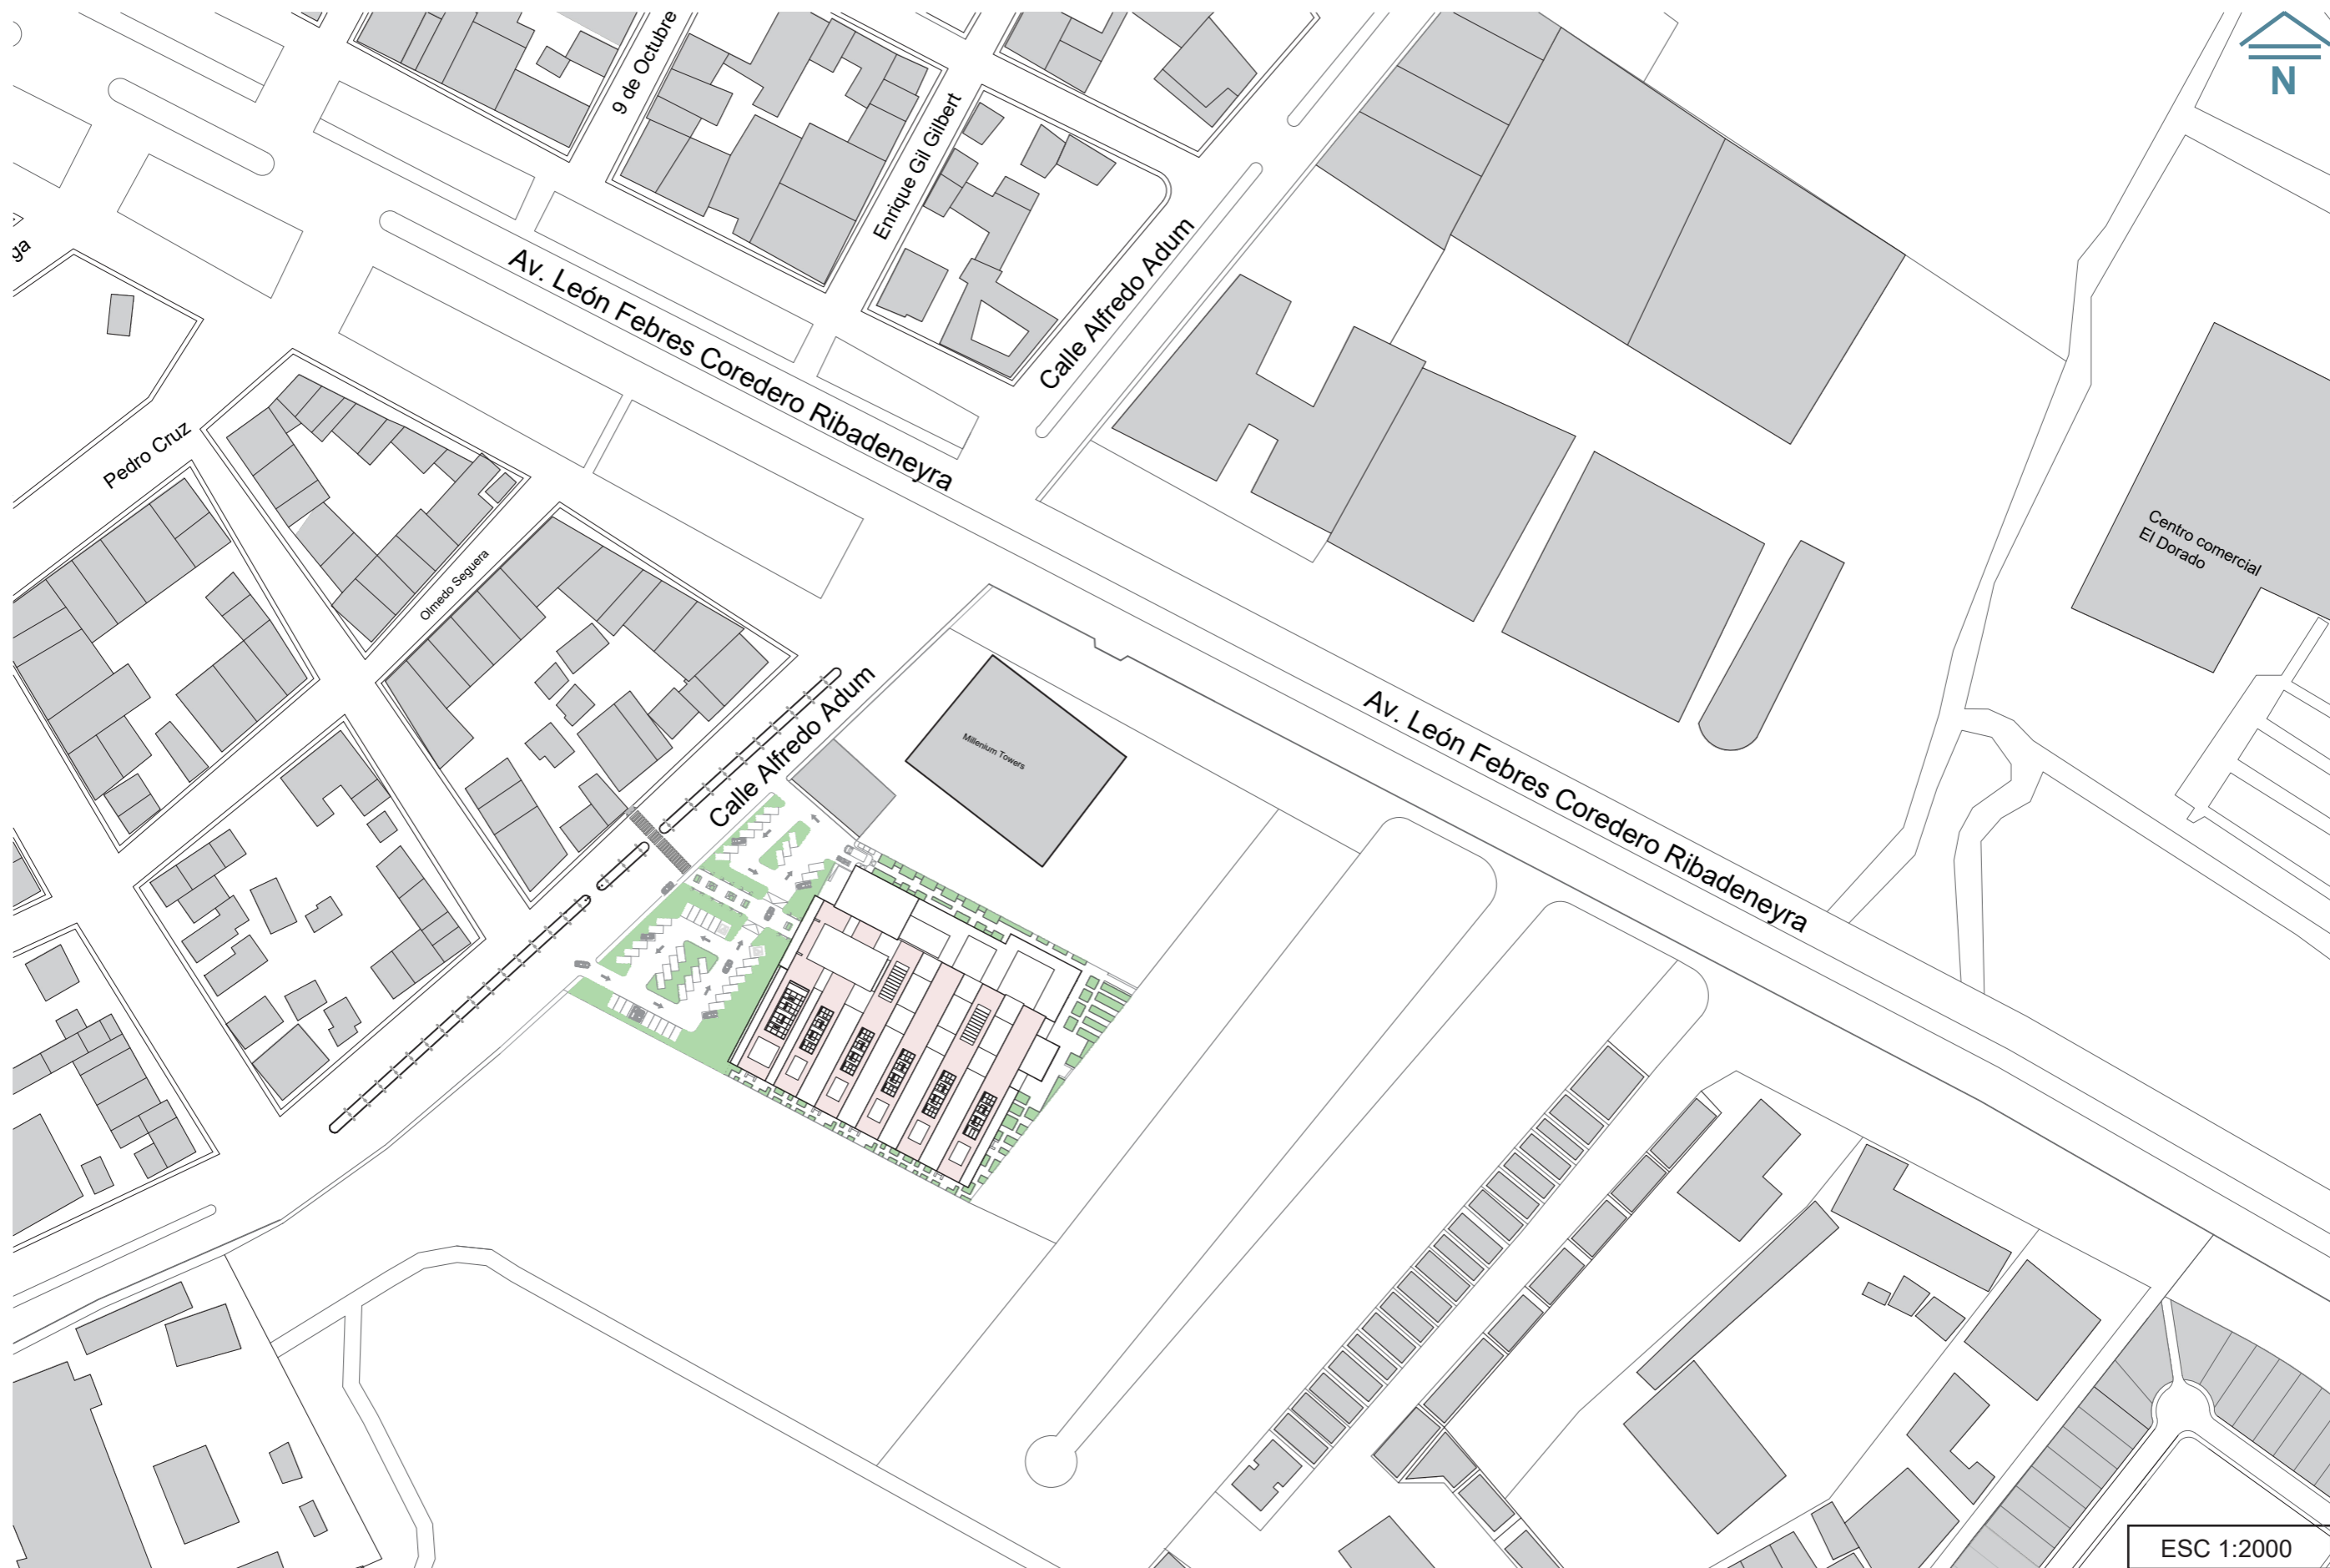 N
9 de Octubre
Enrique Gil Gilbert
Calle Alfredo Adum
Av. León Febres Coredero Ribadeneyra
ga
Pedro Cruz
Olmedo Seguera
Centro comercial
El Dorado
Millenium Towers
Calle Alfredo Adum
Av. León Febres Coredero Ribadeneyra
ESC 1:2000